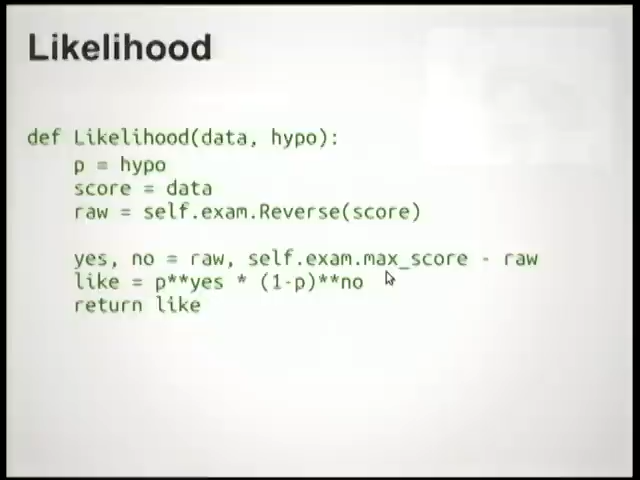 Likelihood
def Likelihood(data, hypo):
p = hypo
score = data
raw = self.exam.Reverse(score)
yes, no = raw, self.exam.max_score - raw
like = p**yes * (1-p)**no
return like